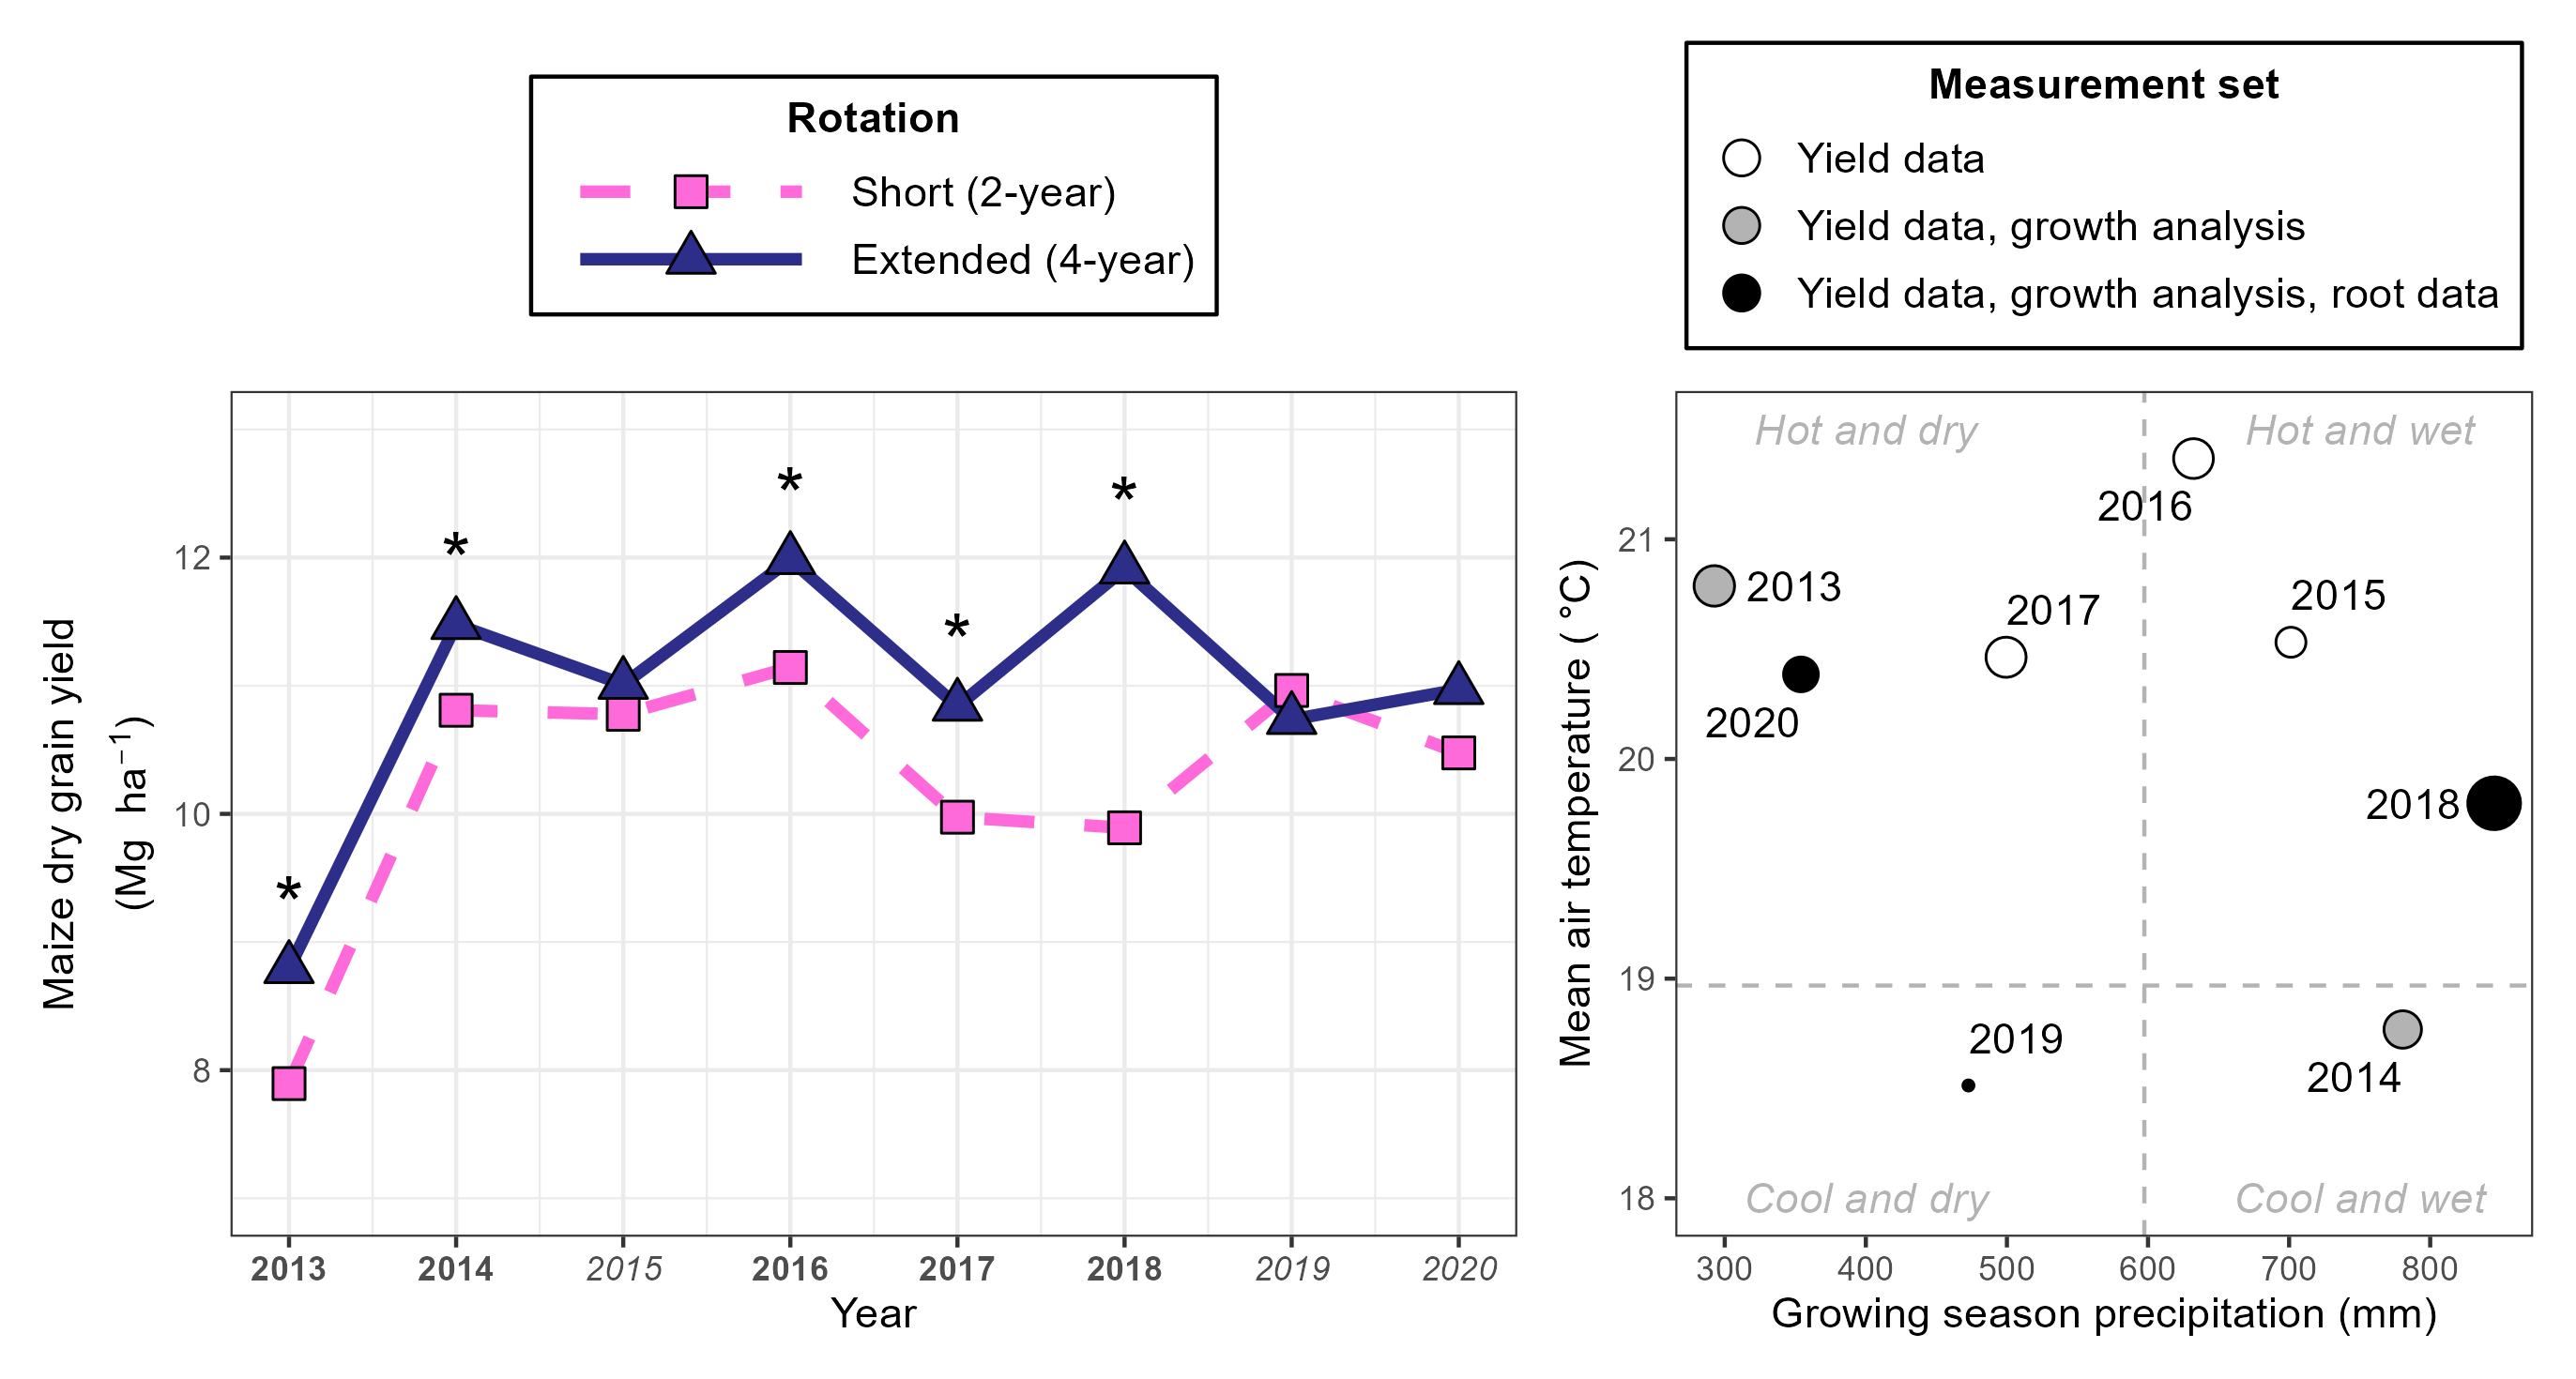 Rotation
Short (2-year)
Extended (4-year)
Measurement set
Yield data
Yield data, growth analysis
Yield data, growth analysis, root data
Maize dry grain yield
(Mg ha⁻¹)
12
10
8
*
*
*
*
*
2013 2014 2015 2016 2017 2018 2019 2020
Year
Mean air temperature ( °C)
21
20
19
18
Hot and dry
Hot and wet
2016
2013
2017
2015
2020
2018
2019
2014
Cool and dry
Cool and wet
300 400 500 600 700 800
Growing season precipitation (mm)